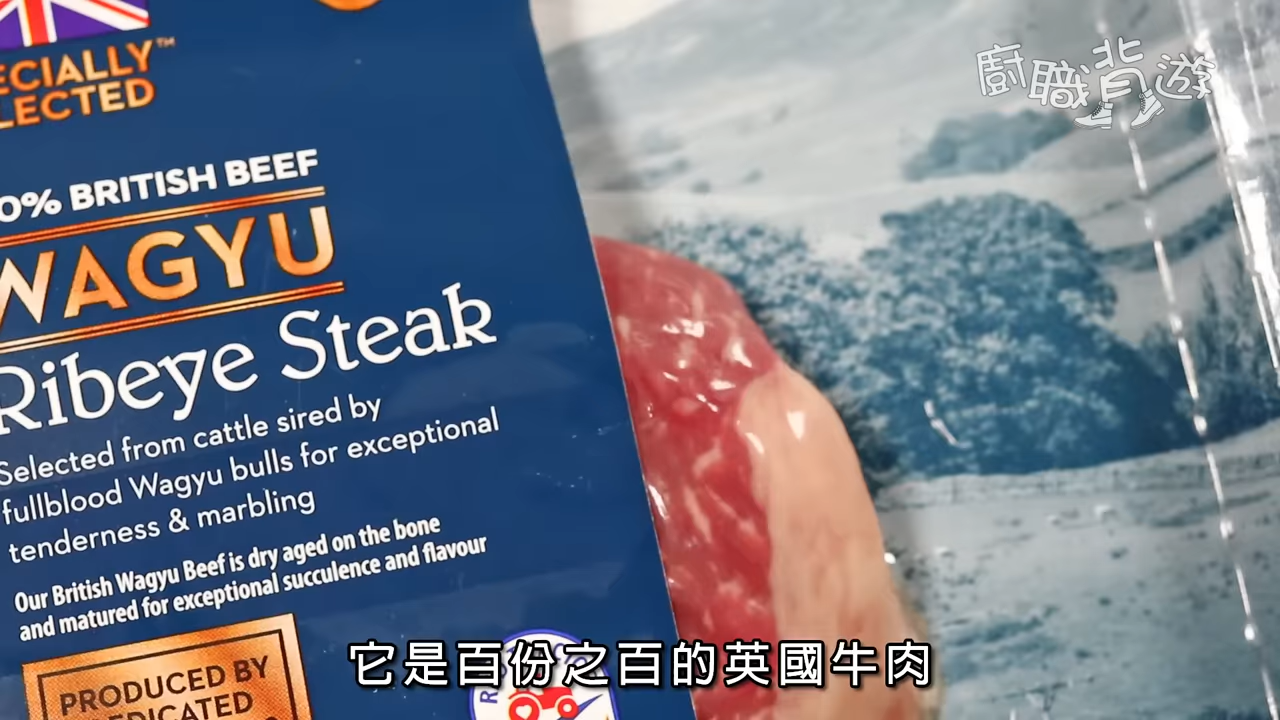 廚職背遊
ECIALLY™
LECTED
0% BRITISH BEEF
WAGYU
Ribeye Steak
Selected from cattle sired by
fullblood Wagyu bulls for exceptional
tenderness & marbling
Our British Wagyu Beef is dry aged on the bone
and matured for exceptional succulence and flavour
PRODUCED BY
EDICATED
它是百份之百的英國牛肉